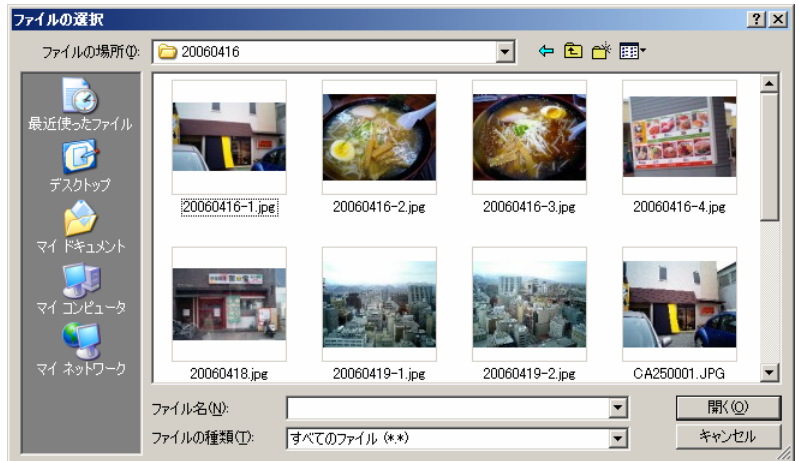 ファイルの選択
ファイルの場所(I):
20060416
最近使ったファイル
デスクトップ
マイ ドキュメント
マイ コンピュータ
マイ ネットワーク
20060416-1.jpg
20060416-2.jpg
20060416-3.jpg
20060416-4.jpg
20060418.jpg
20060419-1.jpg
20060419-2.jpg
CA250001.JPG
ファイル名(N):
開く(O)
ファイルの種類(T):
すべてのファイル (*.*)
キャンセル